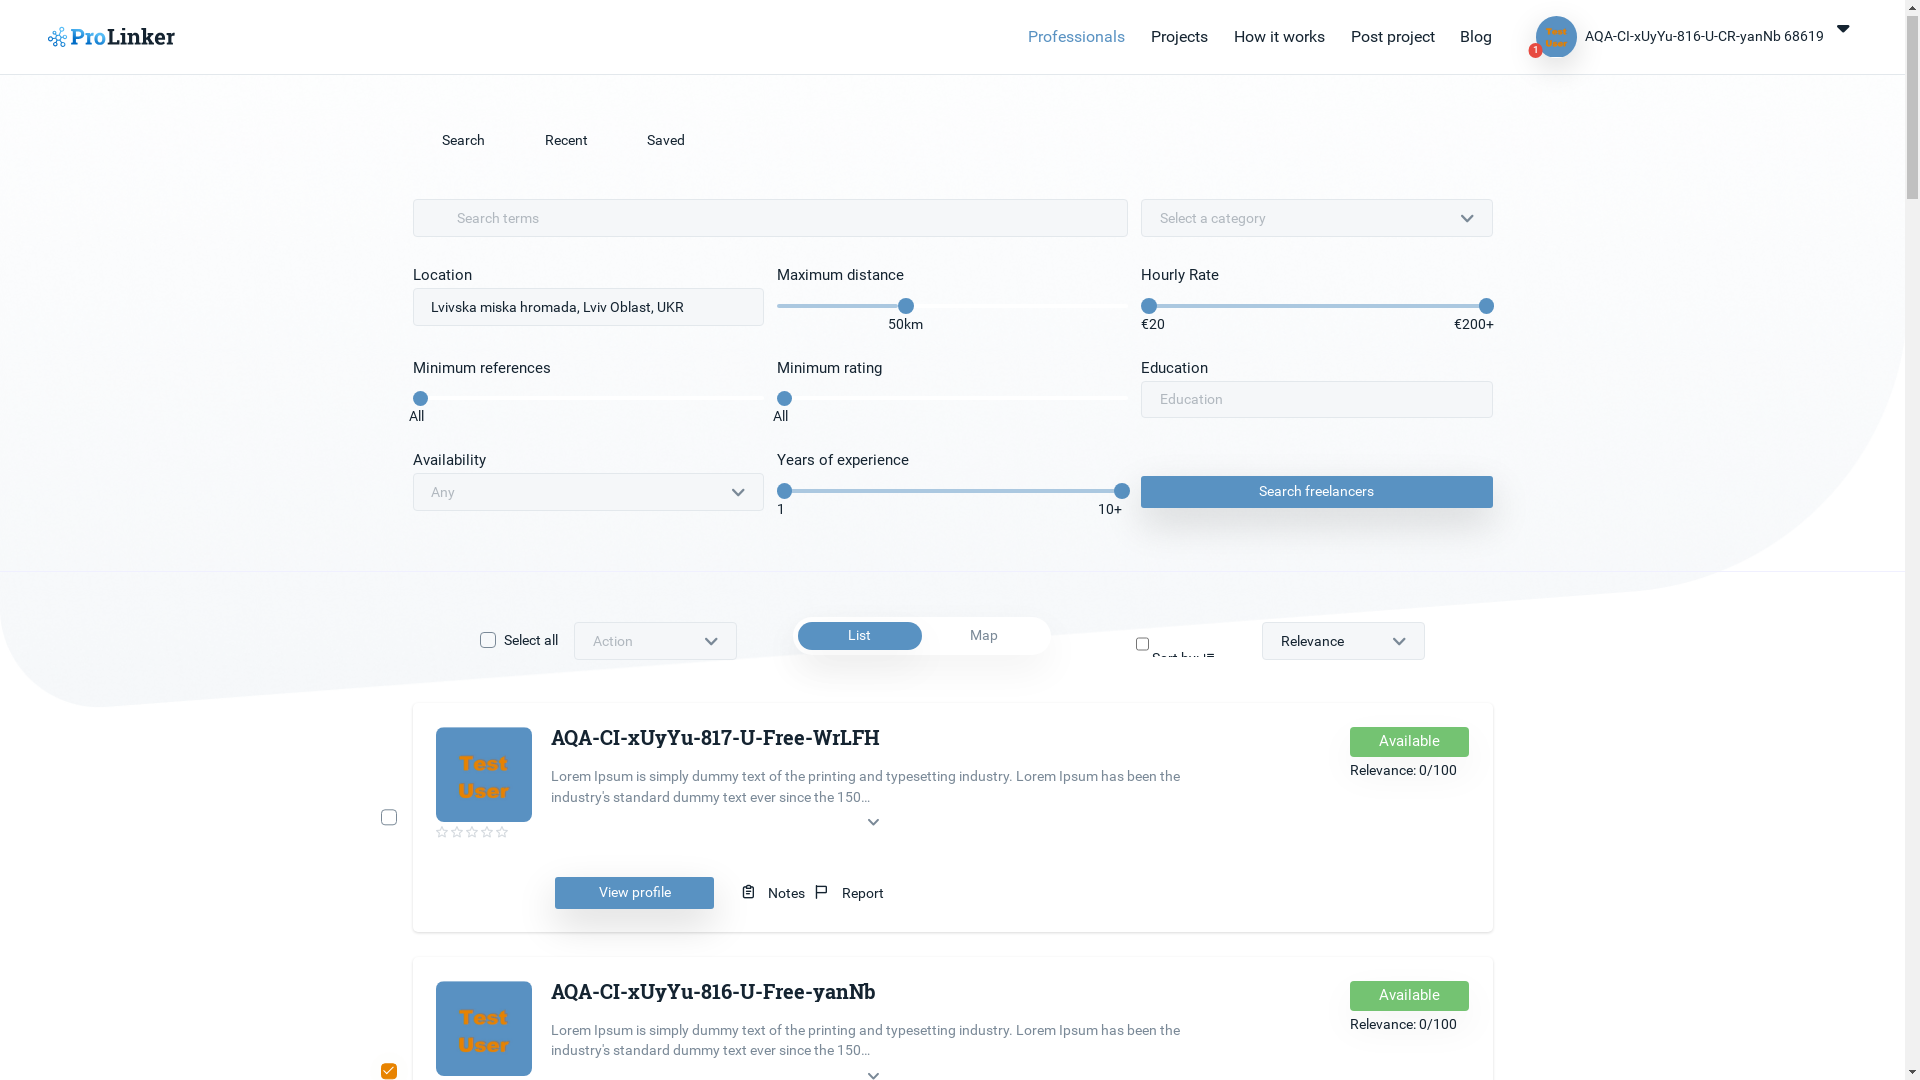 ProLinker
Professionals Projects How it works Post project Blog
Test User
1
AQA-CI-xUyYu-816-U-CR-yanNb 68619
Search Recent Saved
Search terms
Select a category
Location
Lvivska miska hromada, Lviv Oblast, UKR
Maximum distance
50km
Hourly Rate
€20 €200+
Minimum references
All
Minimum rating
All
Education
Education
Availability
Any
Years of experience
1 10+
Search freelancers
Select all
Action
List Map
Sort by:
Relevance
Test
User
AQA-CI-xUyYu-817-U-Free-WrLFH
Lorem Ipsum is simply dummy text of the printing and typesetting industry. Lorem Ipsum has been the
industry's standard dummy text ever since the 150...
Available
Relevance: 0/100
View profile Notes Report
Test
User
AQA-CI-xUyYu-816-U-Free-yanNb
Lorem Ipsum is simply dummy text of the printing and typesetting industry. Lorem Ipsum has been the
industry's standard dummy text ever since the 150...
Available
Relevance: 0/100